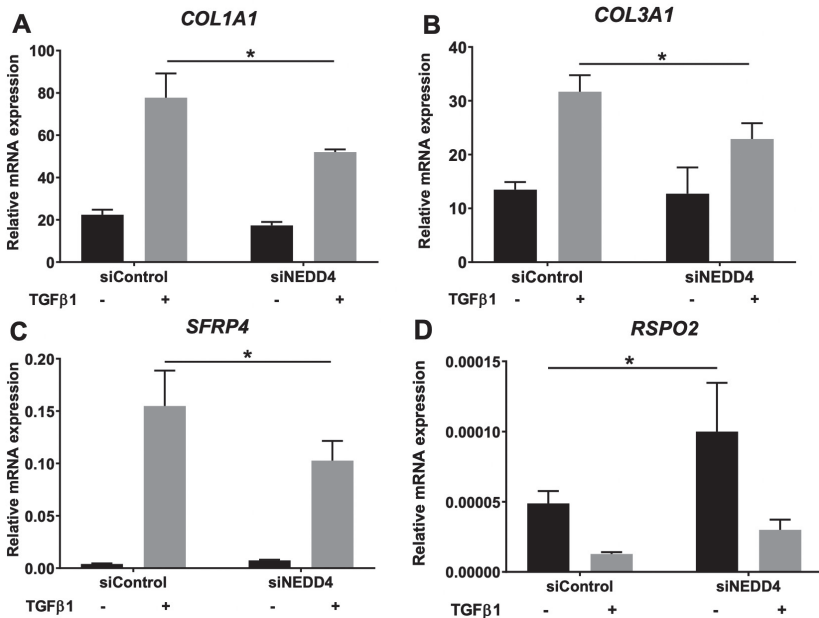 A
COL1A1
Relative mRNA expression
100
80
60
40
20
0
*
siControl siNEDD4
TGFβ1 - + - +
B
COL3A1
Relative mRNA expression
40
30
20
10
0
*
siControl siNEDD4
TGFβ1 - + - +
C
SFRP4
Relative mRNA expression
0.20
0.15
0.10
0.05
0.00
*
siControl siNEDD4
TGFβ1 - + - +
D
RSPO2
Relative mRNA expression
0.00015
0.00010
0.00005
0.00000
*
siControl siNEDD4
TGFβ1 - + - +